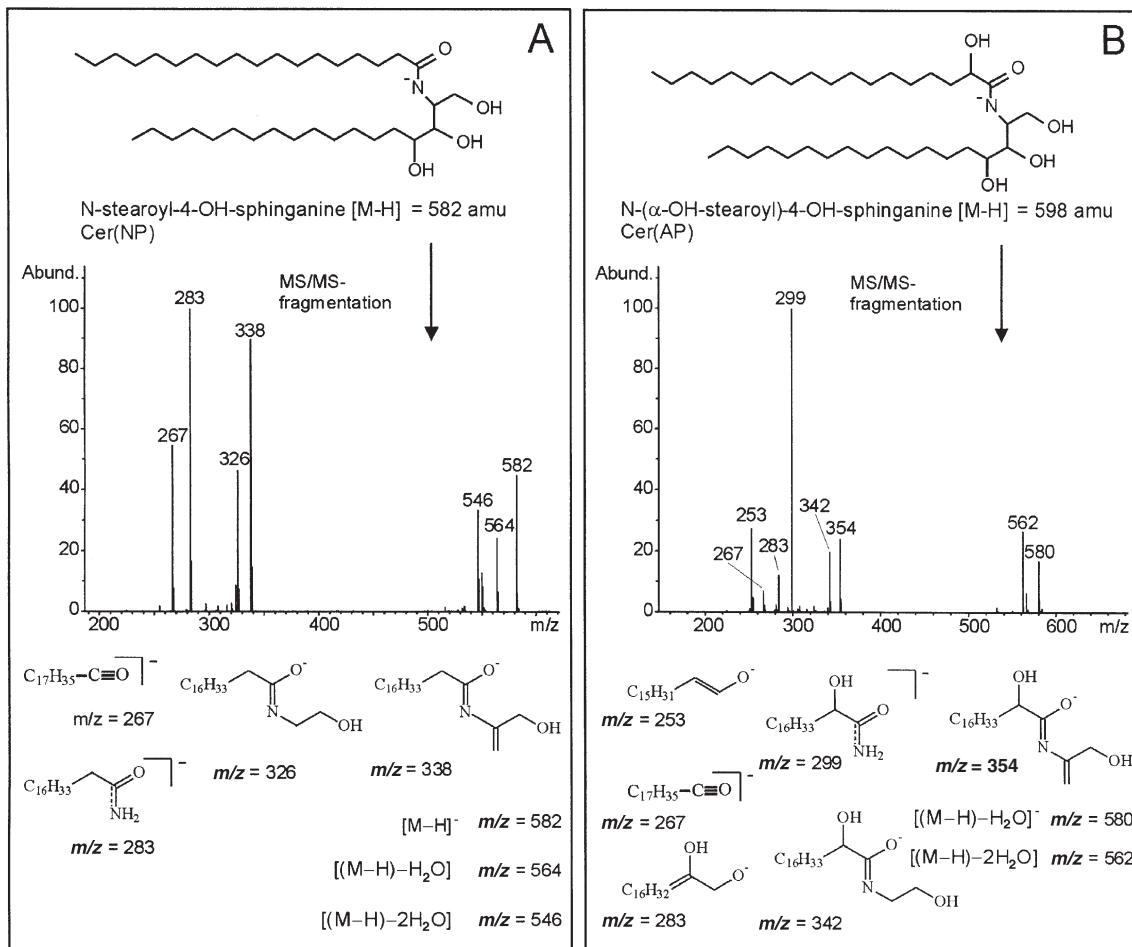 A
O
N
-
OH
OH
OH
N-stearoyl-4-OH-sphinganine [M-H] = 582 amu
Cer(NP)
Abund.
MS/MS-
fragmentation
100
80
60
40
20
0
267
283
326
338
546
564
582
200
300
400
500
m/z
C17H35–C≡O ⁻
m/z = 267
C16H33
O⁻
N
OH
m/z = 326
C16H33
O⁻
N
OH
m/z = 338
C16H33
O
NH2
⁻
m/z = 283
[M–H]⁻ m/z = 582
[(M–H)–H2O] m/z = 564
[(M–H)–2H2O] m/z = 546
B
OH
O
N
-
OH
OH
OH
N-(α-OH-stearoyl)-4-OH-sphinganine [M-H] = 598 amu
Cer(AP)
Abund.
MS/MS-
fragmentation
100
80
60
40
20
0
253
267
283
299
342
354
562
580
200
300
400
500
600
m/z
C15H31
O⁻
m/z = 253
OH
C16H33
O
NH2
⁻
m/z = 299
OH
C16H33
O⁻
N
OH
m/z = 354
C17H35–C≡O ⁻
m/z = 267
[(M–H)–H2O]⁻ m/z = 580
[(M–H)–2H2O] m/z = 562
OH
C16H32
O⁻
m/z = 283
OH
C16H33
O⁻
N
OH
m/z = 342